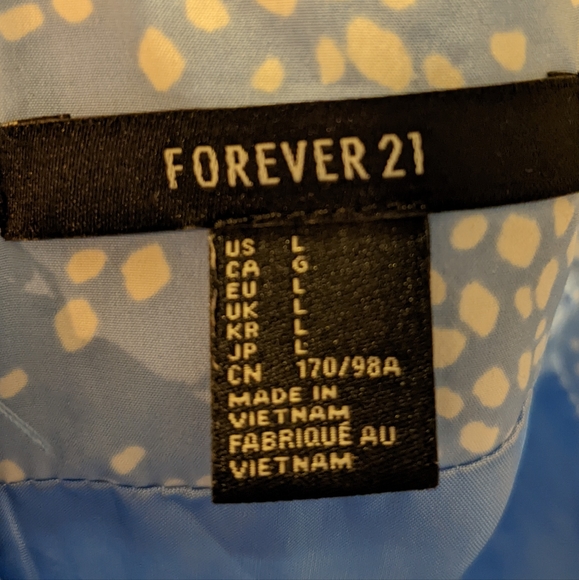 FOREVER 21
US L
CA G
EU L
UK L
KR L
JP L
CN 170/98A
MADE IN
VIETNAM
FABRIQUÉ AU
VIETNAM